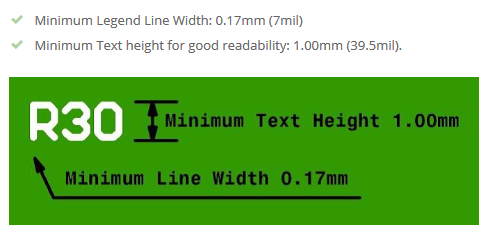 Minimum Legend Line Width: 0.17mm (7mil)
Minimum Text height for good readability: 1.00mm (39.5mil).
R30 Minimum Text Height 1.00mm
Minimum Line Width 0.17mm